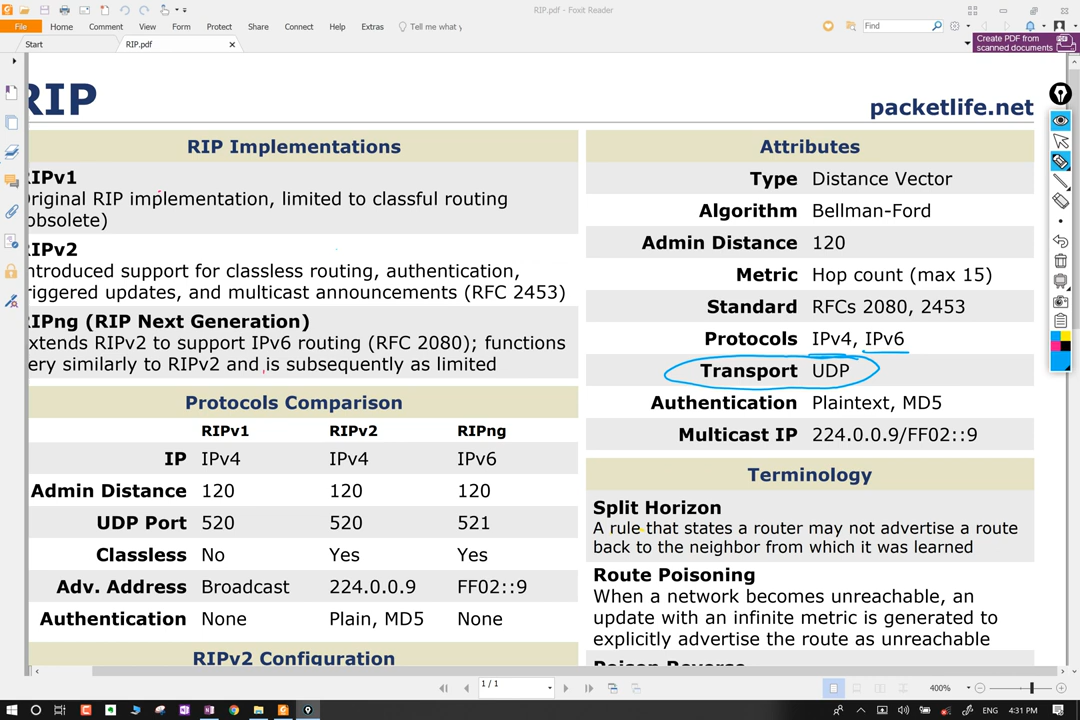 RIP.pdf - Foxit Reader
File Home Comment View Form Protect Share Connect Help Extras Tell me what y Find
Start RIP.pdf
Create PDF from
scanned documents
RIP packetlife.net
RIP Implementations
RIPv1
riginal RIP implementation, limited to classful routing
obsolete)
RIPv2
ntroduced support for classless routing, authentication,
riggered updates, and multicast announcements (RFC 2453)
RIPng (RIP Next Generation)
xtends RIPv2 to support IPv6 routing (RFC 2080); functions
ery similarly to RIPv2 and is subsequently as limited
Protocols Comparison
RIPv1 RIPv2 RIPng
IP IPv4 IPv4 IPv6
Admin Distance 120 120 120
UDP Port 520 520 521
Classless No Yes Yes
Adv. Address Broadcast 224.0.0.9 FF02::9
Authentication None Plain, MD5 None
RIPv2 Configuration
Attributes
Type Distance Vector
Algorithm Bellman-Ford
Admin Distance 120
Metric Hop count (max 15)
Standard RFCs 2080, 2453
Protocols IPv4, IPv6
Transport UDP
Authentication Plaintext, MD5
Multicast IP 224.0.0.9/FF02::9
Terminology
Split Horizon
A rule that states a router may not advertise a route
back to the neighbor from which it was learned
Route Poisoning
When a network becomes unreachable, an
update with an infinite metric is generated to
explicitly advertise the route as unreachable
Poison Reverse
1 / 1 400%
ENG 4:31 PM